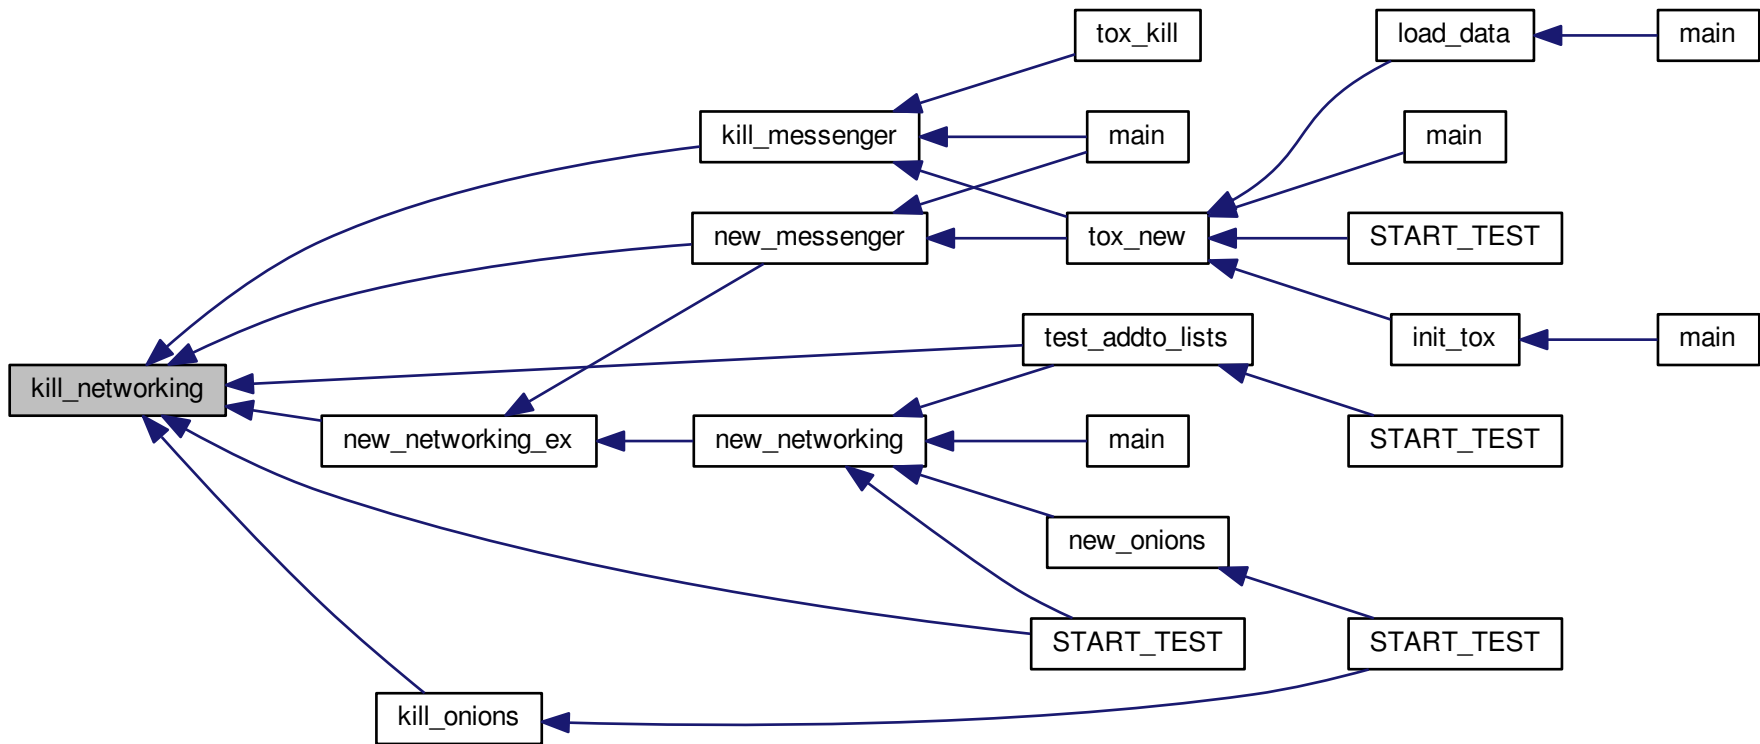 tox_kill
load_data
main
kill_messenger
main
main
new_messenger
tox_new
START_TEST
test_addto_lists
init_tox
main
kill_networking
new_networking_ex
new_networking
main
START_TEST
new_onions
START_TEST
START_TEST
kill_onions